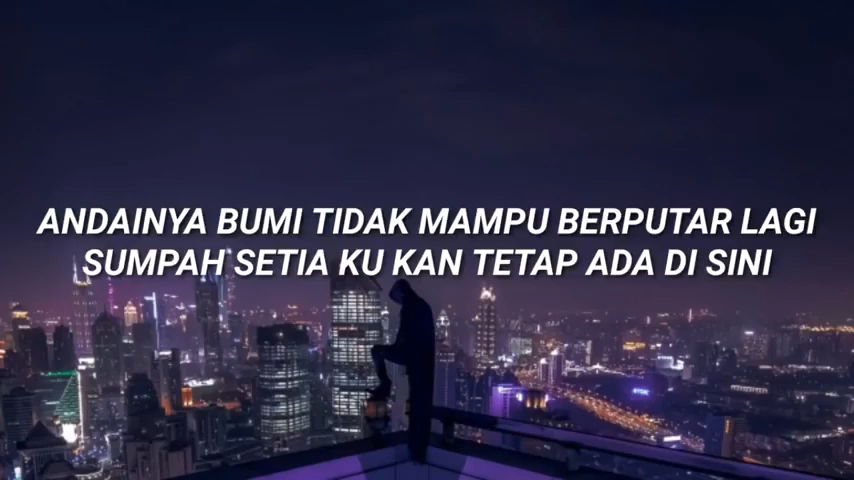 ANDAINYA BUMI TIDAK MAMPU BERPUTAR LAGI
SUMPAH SETIA KU KAN TETAP ADA DI SINI